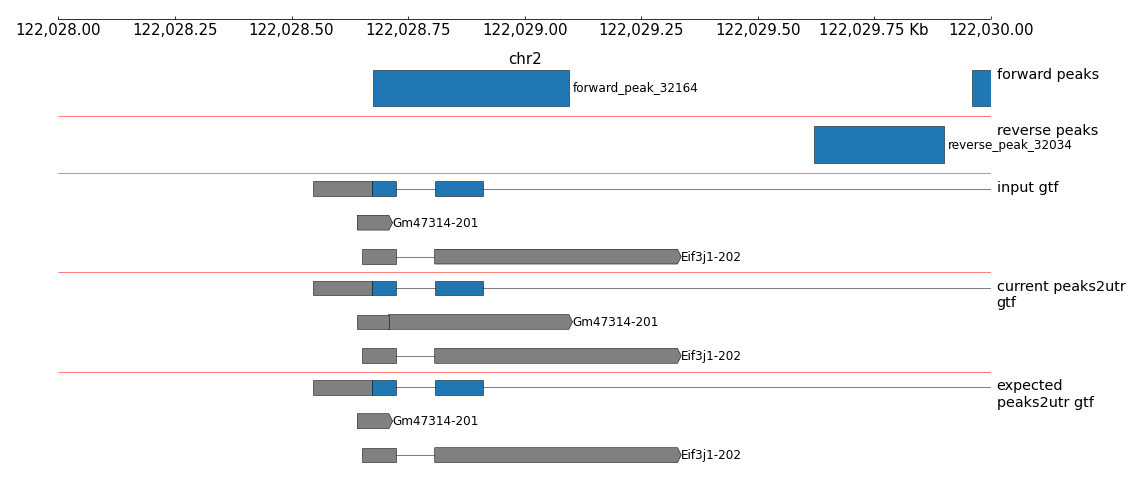 122,028.00 122,028.25 122,028.50 122,028.75 122,029.00 122,029.25 122,029.50 122,029.75 Kb 122,030.00
chr2
forward peaks
forward_peak_32164
reverse peaks
reverse_peak_32034
input gtf
Gm47314-201
Eif3j1-202
current peaks2utr
gtf
Gm47314-201
Eif3j1-202
expected
peaks2utr gtf
Gm47314-201
Eif3j1-202